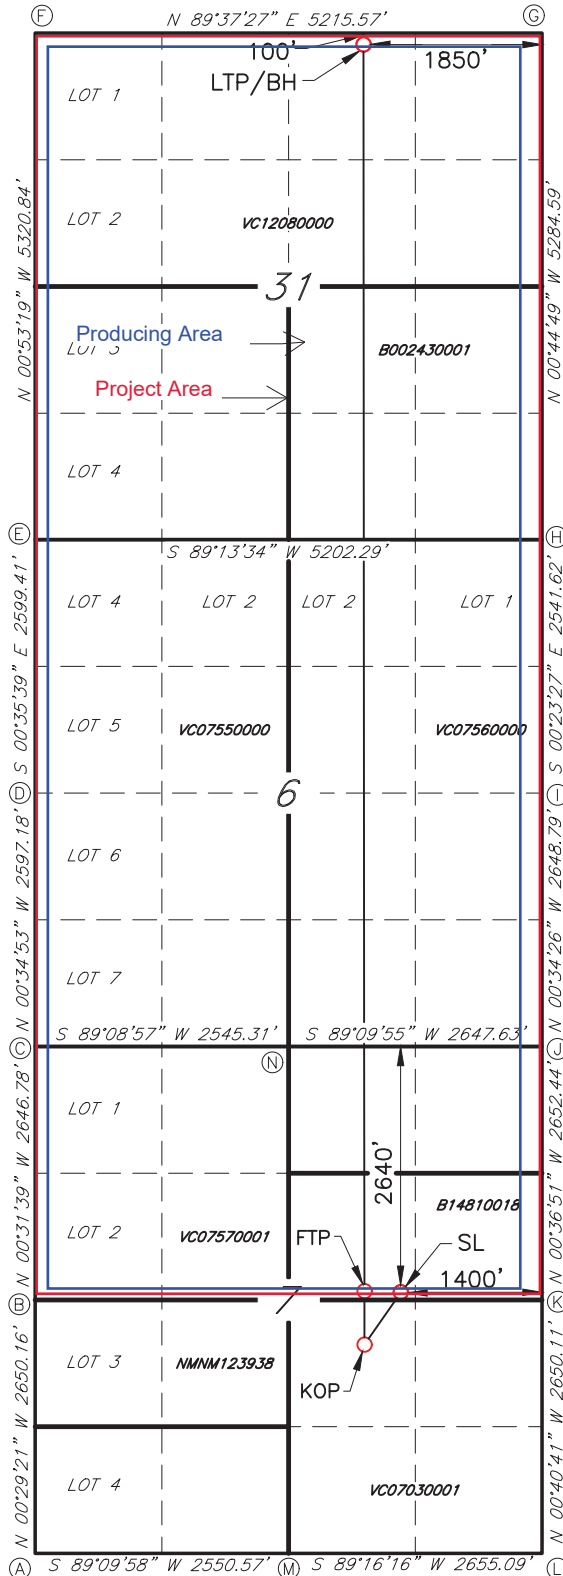 F
G
N 89°37'27" E 5215.57'
100'
1850'
LTP/BH
LOT 1
N 00°53'19" W 5320.84'
N 00°44'49" W 5284.59'
LOT 2
VC12080000
31
Producing Area
LOT 3
B002430001
Project Area
LOT 4
E
H
S 89°13'34" W 5202.29'
S 00°35'39" E 2599.41'
S 00°23'27" E 2541.62'
LOT 4 LOT 2 LOT 2 LOT 1
LOT 5 VC07550000 VC07560000
D
I
6
N 00°34'53" W 2597.18'
N 00°34'26" W 2648.79'
LOT 6
LOT 7
S 89°08'57" W 2545.31' S 89°09'55" W 2647.63'
C
J
N
N 00°31'39" W 2646.78'
N 00°36'51" W 2652.44'
LOT 1
2640'
B14810018
LOT 2 VC07570001 FTP SL
1400'
B
K
7
N 00°29'21" W 2650.16'
N 00°40'41" W 2650.11'
LOT 3 NMNM123938
KOP
LOT 4 VC07030001
A S 89°09'58" W 2550.57' M S 89°16'16" W 2655.09' L